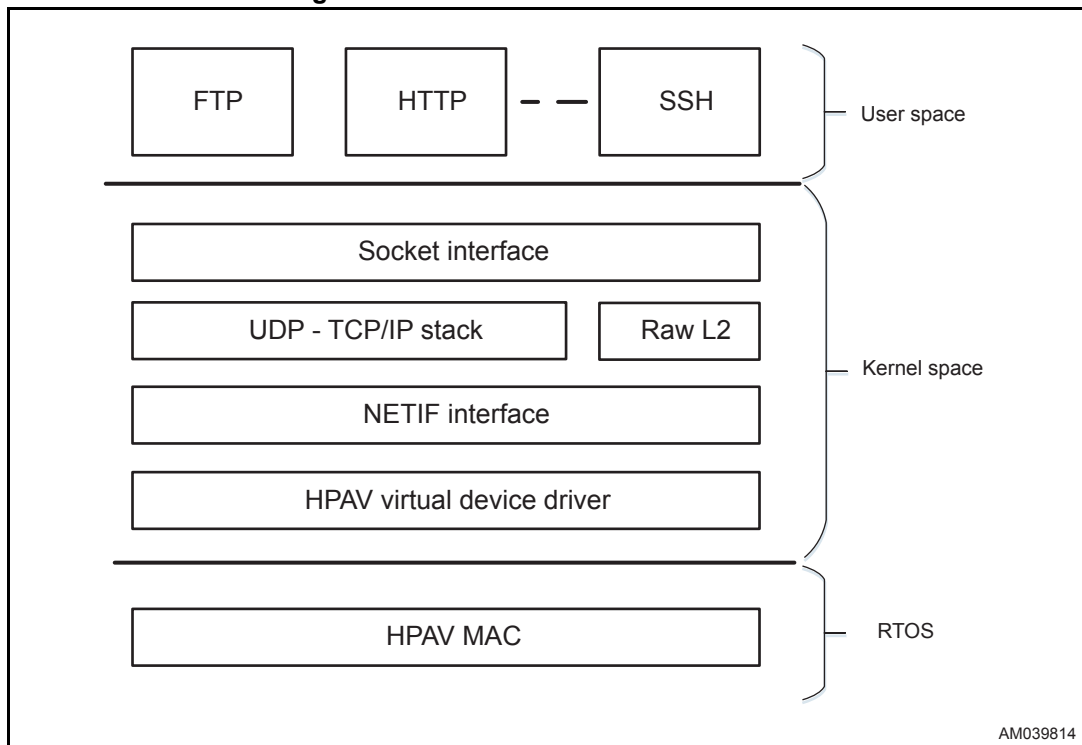 FTP HTTP SSH
User space
Socket interface
UDP - TCP/IP stack Raw L2
Kernel space
NETIF interface
HPAV virtual device driver
HPAV MAC
RTOS
AM039814